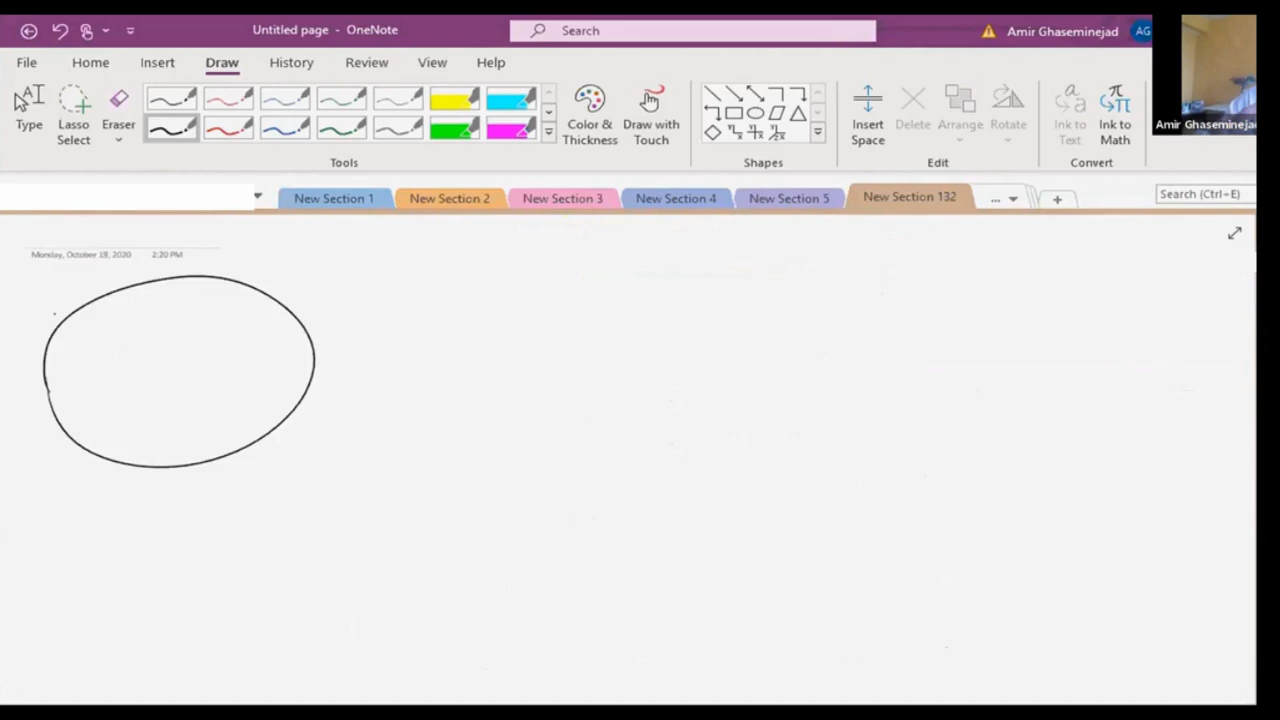 Untitled page - OneNote
Search
Amir Ghaseminejad
AG
File
Home
Insert
Draw
History
Review
View
Help
Type
Lasso
Select
Eraser
Color &
Thickness
Draw with
Touch
Insert
Space
Delete
Arrange
Rotate
Ink to
Text
Ink to
Math
Amir Ghaseminejad
Tools
Shapes
Edit
Convert
New Section 1
New Section 2
New Section 3
New Section 4
New Section 5
New Section 132
...
+
Search (Ctrl+E)
Monday, October 19, 2020
2:20 PM